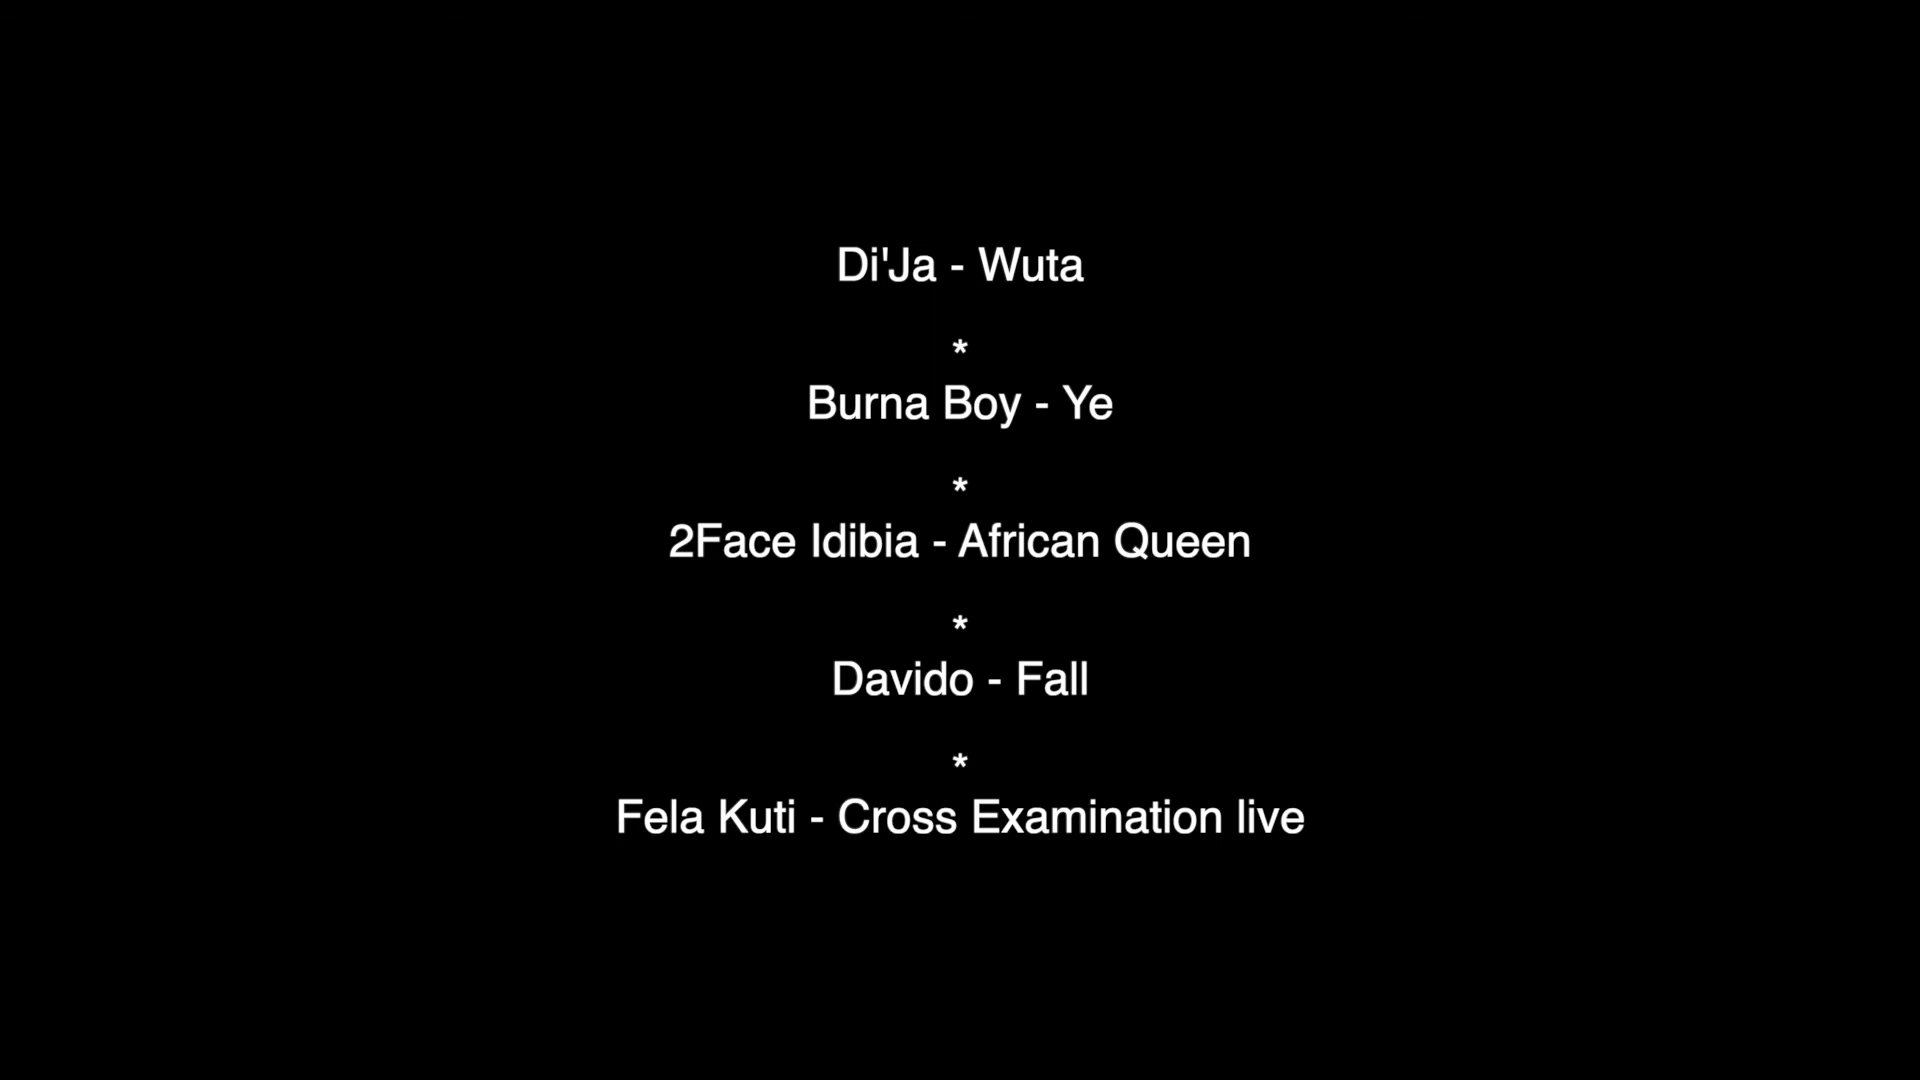 Di'Ja - Wuta
*
Burna Boy - Ye
*
2Face Idibia - African Queen
*
Davido - Fall
*
Fela Kuti - Cross Examination live